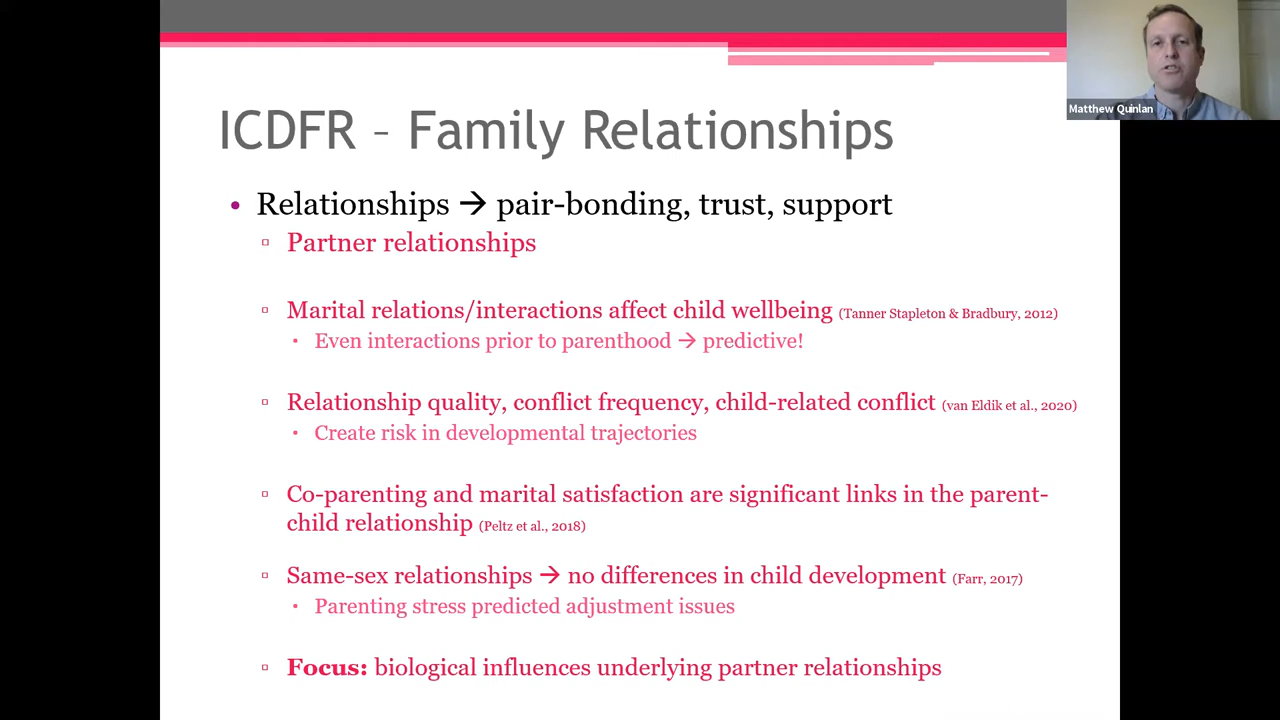 Matthew Quinlan
ICDFR – Family Relationships
• Relationships → pair-bonding, trust, support
▫ Partner relationships
▫ Marital relations/interactions affect child wellbeing (Tanner Stapleton & Bradbury, 2012)
• Even interactions prior to parenthood → predictive!
▫ Relationship quality, conflict frequency, child-related conflict (van Eldik et al., 2020)
• Create risk in developmental trajectories
▫ Co-parenting and marital satisfaction are significant links in the parent-
child relationship (Peltz et al., 2018)
▫ Same-sex relationships → no differences in child development (Farr, 2017)
• Parenting stress predicted adjustment issues
▫ Focus: biological influences underlying partner relationships